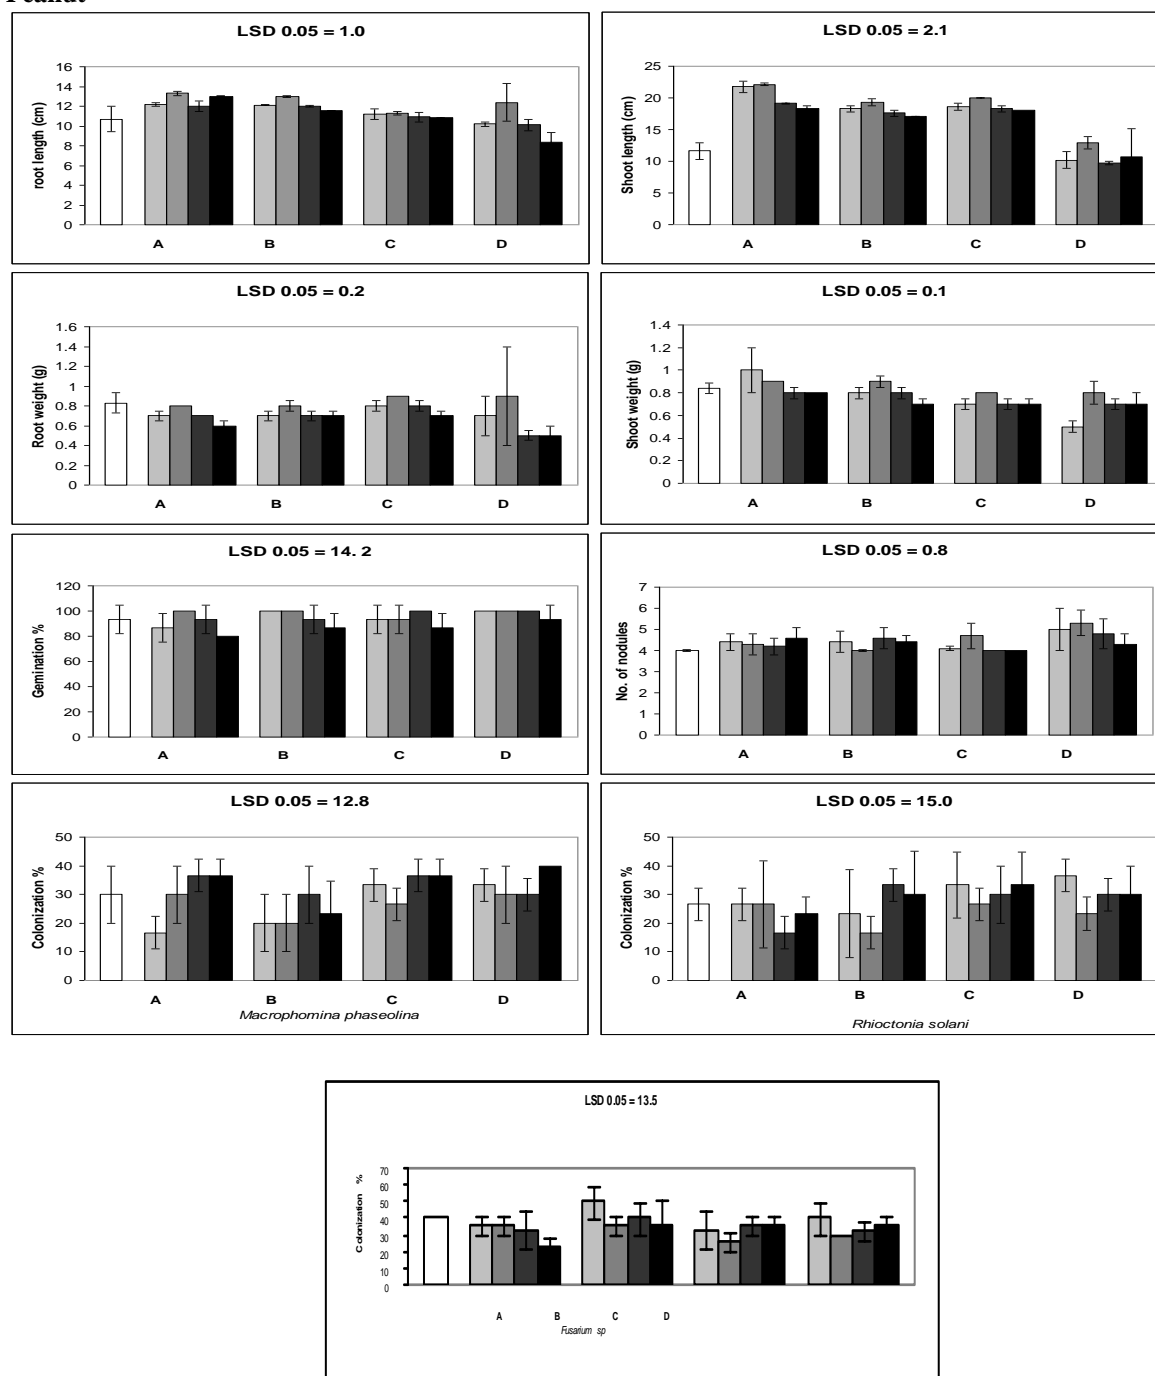 Peanut
LSD 0.05 = 1.0
root length (cm)
16
14
12
10
8
6
4
2
0
A B C D
LSD 0.05 = 2.1
Shoot length (cm)
25
20
15
10
5
0
A B C D
LSD 0.05 = 0.2
Root weight (g)
1.6
1.4
1.2
1
0.8
0.6
0.4
0.2
0
A B C D
LSD 0.05 = 0.1
Shoot weight (g)
1.4
1.2
1
0.8
0.6
0.4
0.2
0
A B C D
LSD 0.05 = 14. 2
Gemination %
120
100
80
60
40
20
0
A B C D
LSD 0.05 = 0.8
No. of nodules
7
6
5
4
3
2
1
0
A B C D
LSD 0.05 = 12.8
Colonization %
50
40
30
20
10
0
A B C D
Macrophomina phaseolina
LSD 0.05 = 15.0
Colonization %
50
40
30
20
10
0
A B C D
Rhioctonia solani
LSD 0.05 = 13.5
Colonization %
70
60
50
40
30
20
10
0
A B C D
Fusarium sp